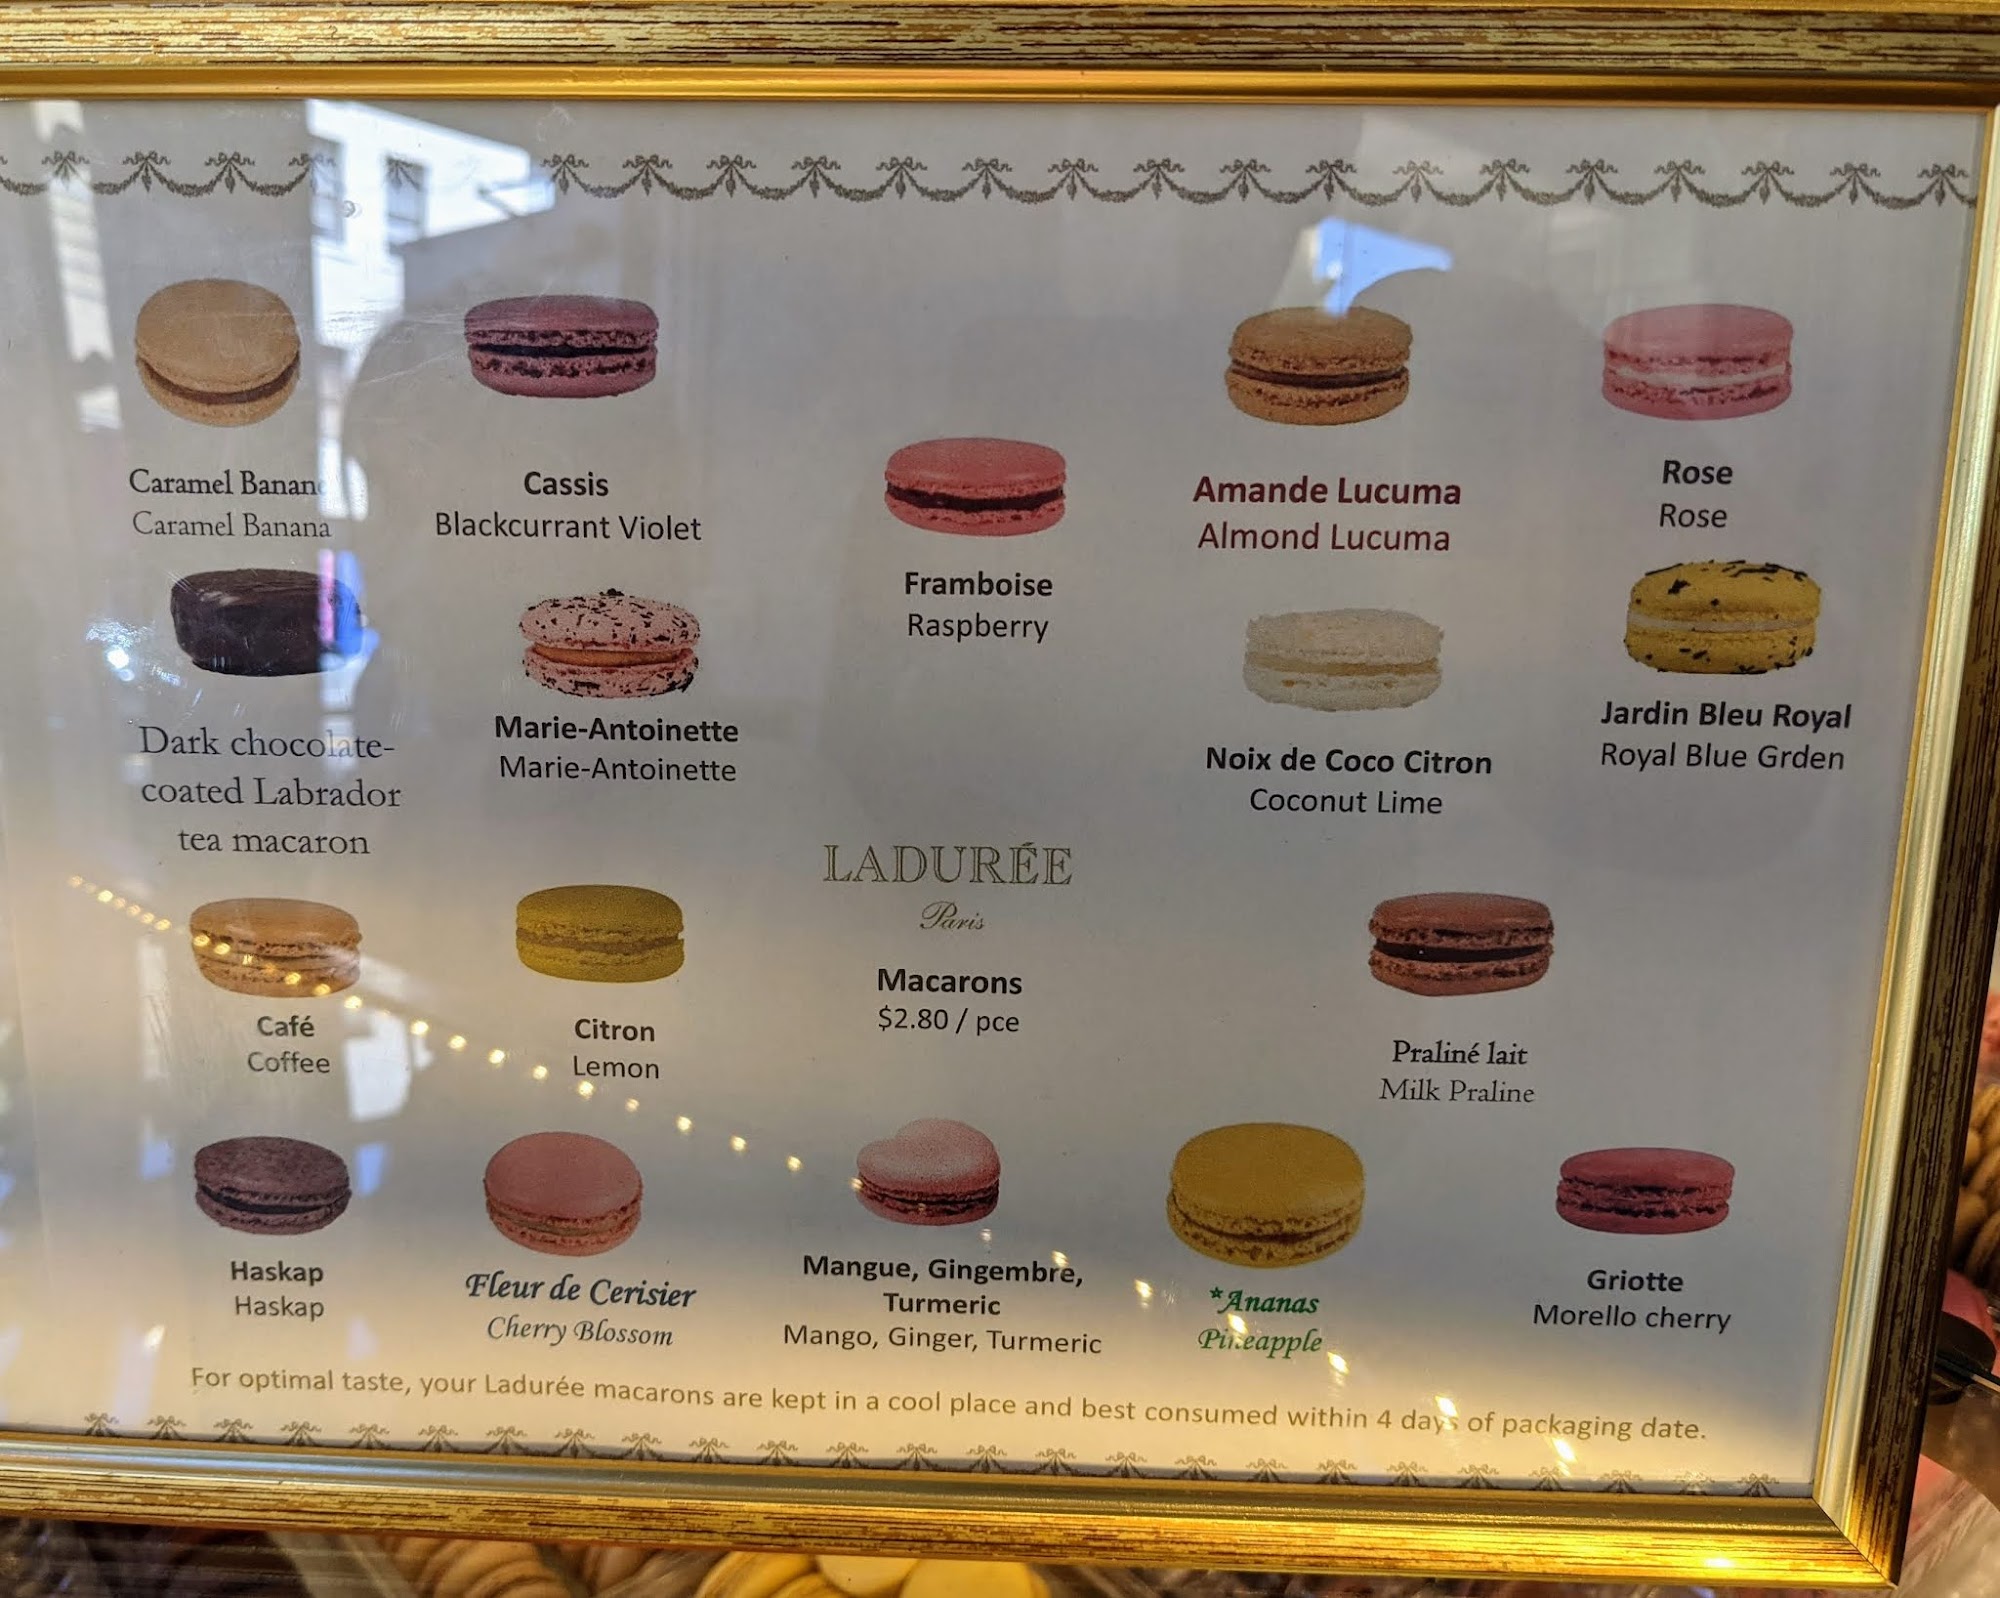 Caramel Banane
Caramel Banana
Cassis
Blackcurrant Violet
Framboise
Raspberry
Amande Lucuma
Almond Lucuma
Rose
Rose
Dark chocolate-
coated Labrador
tea macaron
Marie-Antoinette
Marie-Antoinette
Noix de Coco Citron
Coconut Lime
Jardin Bleu Royal
Royal Blue Grden
LADURÉE
Paris
Macarons
$2.80 / pce
Café
Coffee
Citron
Lemon
Praliné lait
Milk Praline
Haskap
Haskap
Fleur de Cerisier
Cherry Blossom
Mangue, Gingembre,
Turmeric
Mango, Ginger, Turmeric
*Ananas
Pineapple
Griotte
Morello cherry
For optimal taste, your Ladurée macarons are kept in a cool place and best consumed within 4 days of packaging date.